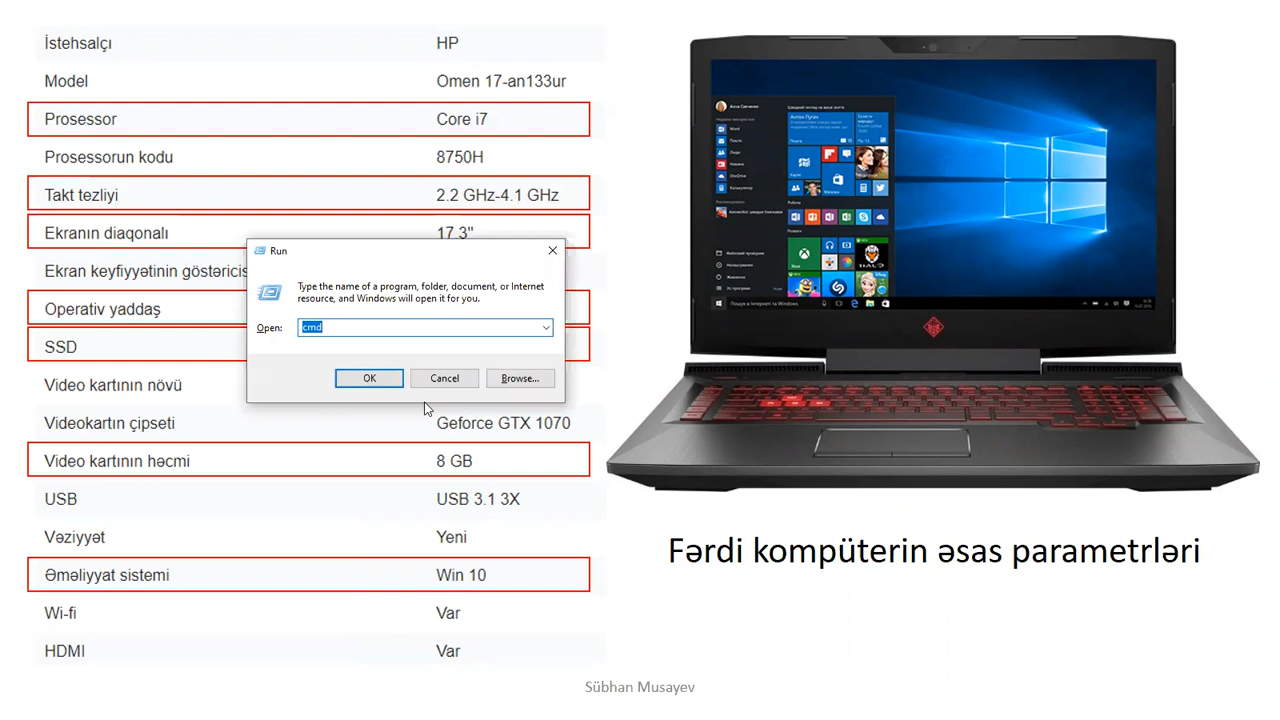 İstehsalçı HP
Model Omen 17-an133ur
Prosessor Core i7
Prosessorun kodu 8750H
Takt tezliyi 2.2 GHz-4.1 GHz
Ekranın diaqonalı 17.3"
Ekran keyfiyyətinin göstəricis
Operativ yaddaş
SSD
Video kartının növü
Videokartın çipseti Geforce GTX 1070
Video kartının həcmi 8 GB
USB USB 3.1 3X
Vəziyyət Yeni
Əməliyyat sistemi Win 10
Wi-fi Var
HDMI Var
Run
Type the name of a program, folder, document, or Internet
resource, and Windows will open it for you.
Open: cmd
OK Cancel Browse...
Fərdi kompüterin əsas parametrləri
Sübhan Musayev